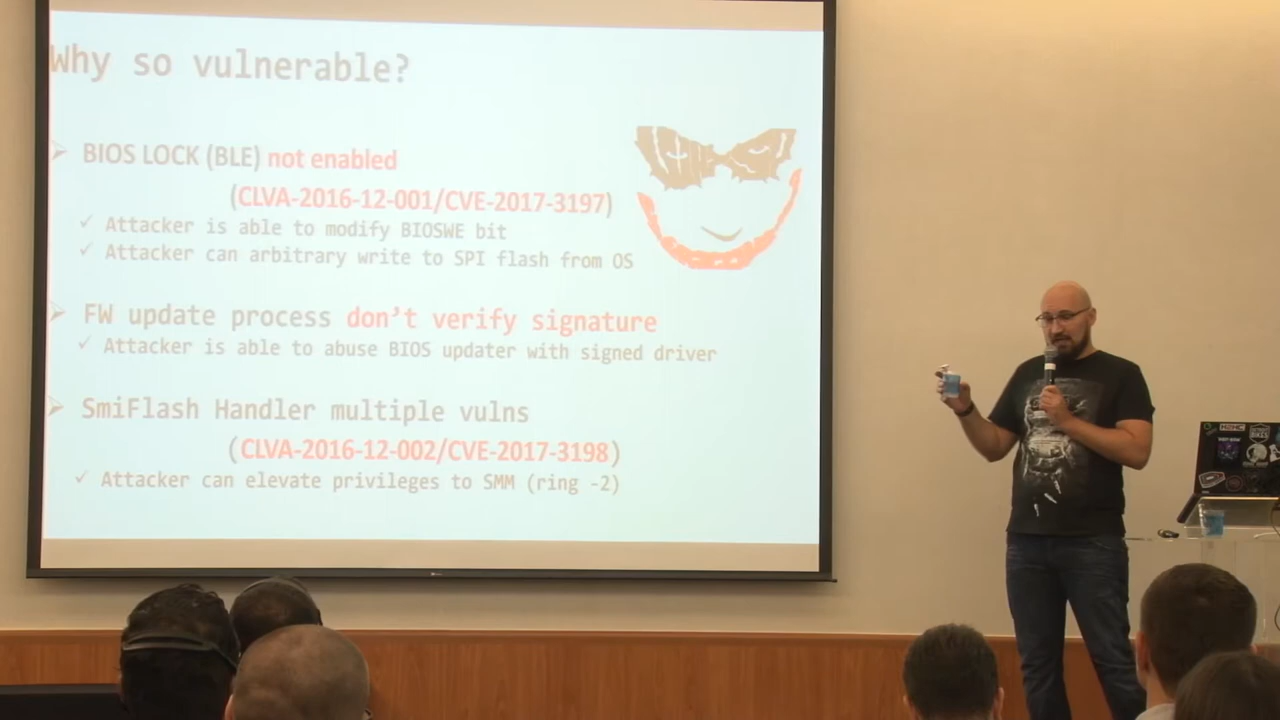 Why so vulnerable?
BIOS LOCK (BLE) not enabled
(CLVA-2016-12-001/CVE-2017-3197)
Attacker is able to modify BIOSWE bit
Attacker can arbitrary write to SPI flash from OS
FW update process don't verify signature
Attacker is able to abuse BIOS updater with signed driver
SmiFlash Handler multiple vulns
(CLVA-2016-12-002/CVE-2017-3198)
Attacker can elevate privileges to SMM (ring -2)